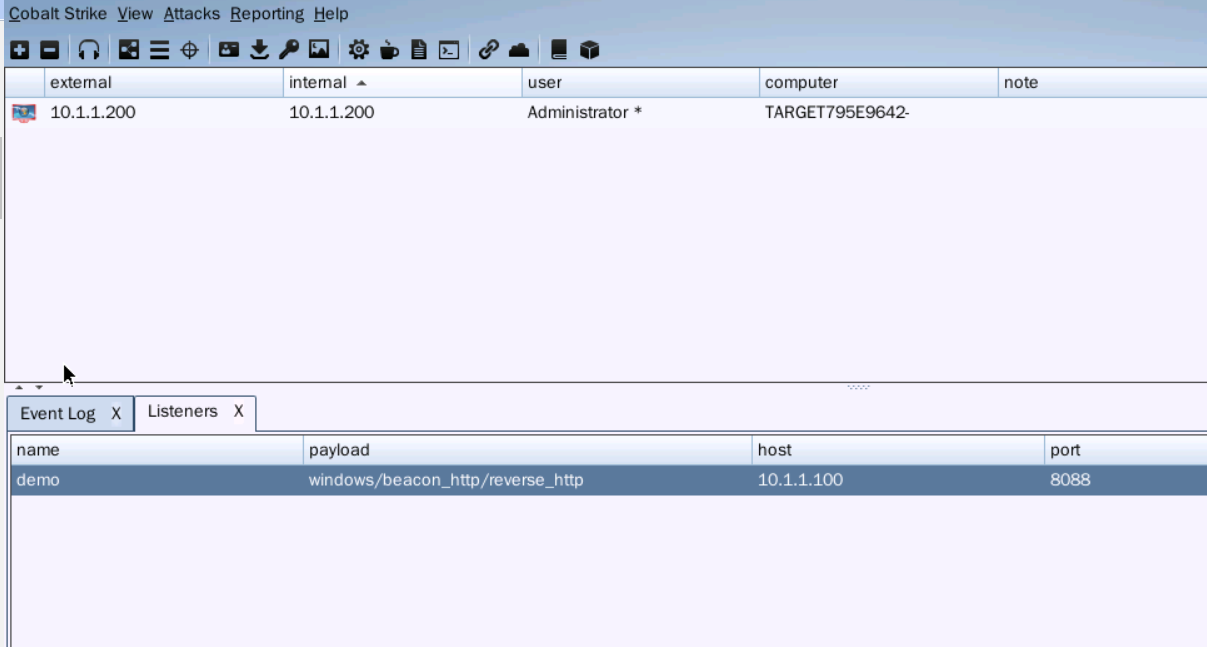 Cobalt Strike View Attacks Reporting Help
external internal user computer note
10.1.1.200 10.1.1.200 Administrator * TARGET795E9642-
Event Log X Listeners X
name payload host port
demo windows/beacon_http/reverse_http 10.1.1.100 8088